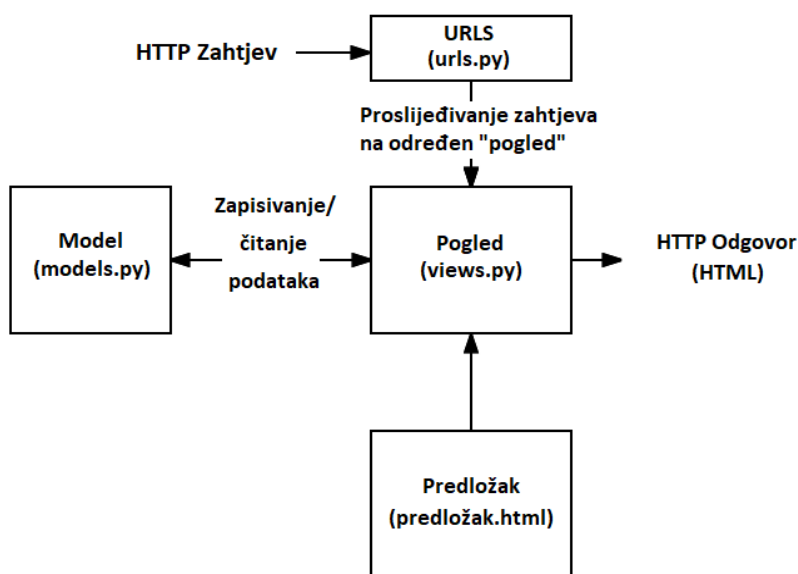 URLS
(urls.py)
HTTP Zahtjev
Proslijeđivanje zahtjeva
na određen "pogled"
Zapisivanje/
čitanje
podataka
Model
(models.py)
Pogled
(views.py)
HTTP Odgovor
(HTML)
Predložak
(predložak.html)